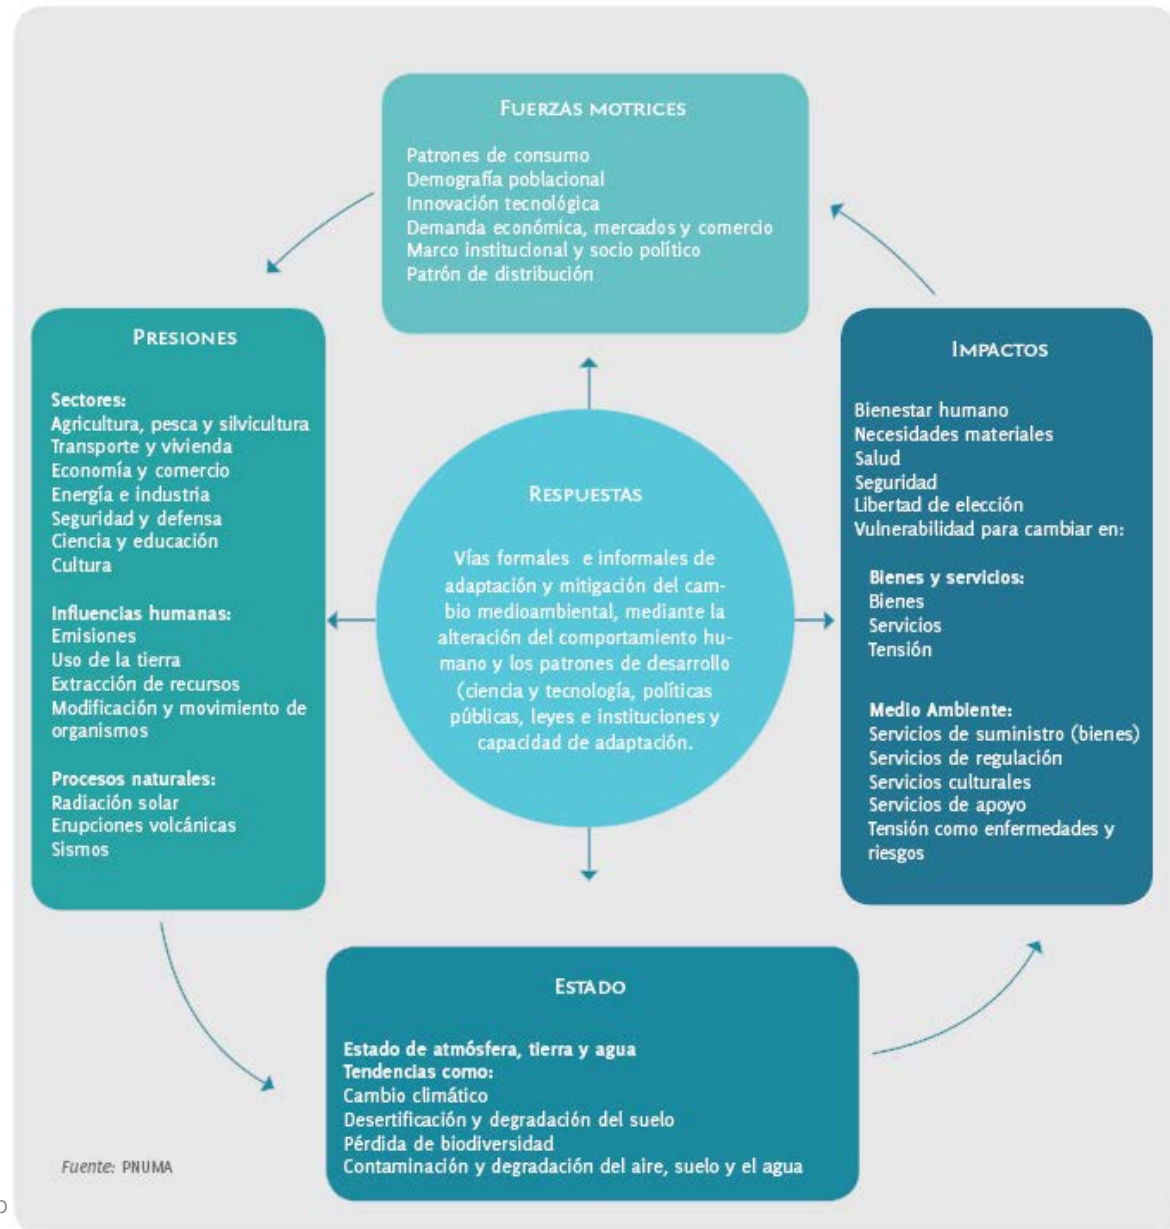 FUERZAS MOTRICES
Patrones de consumo
Demografía poblacional
Innovación tecnológica
Demanda económica, mercados y comercio
Marco institucional y socio político
Patrón de distribución
PRESIONES
Sectores:
Agricultura, pesca y silvicultura
Transporte y vivienda
Economía y comercio
Energía e industria
Seguridad y defensa
Ciencia y educación
Cultura
Influencias humanas:
Emisiones
Uso de la tierra
Extracción de recursos
Modificación y movimiento de
organismos
Procesos naturales:
Radiación solar
Erupciones volcánicas
Sismos
RESPUESTAS
Vías formales e informales de
adaptación y mitigación del cam-
bio medioambiental, mediante la
alteración del comportamiento hu-
mano y los patrones de desarrollo
(ciencia y tecnología, políticas
públicas, leyes e instituciones y
capacidad de adaptación.
IMPACTOS
Bienestar humano
Necesidades materiales
Salud
Seguridad
Libertad de elección
Vulnerabilidad para cambiar en:
Bienes y servicios:
Bienes
Servicios
Tensión
Medio Ambiente:
Servicios de suministro (bienes)
Servicios de regulación
Servicios culturales
Servicios de apoyo
Tensión como enfermedades y
riesgos
ESTADO
Estado de atmósfera, tierra y agua
Tendencias como:
Cambio climático
Desertificación y degradación del suelo
Pérdida de biodiversidad
Contaminación y degradación del aire, suelo y el agua
Fuente: PNUMA